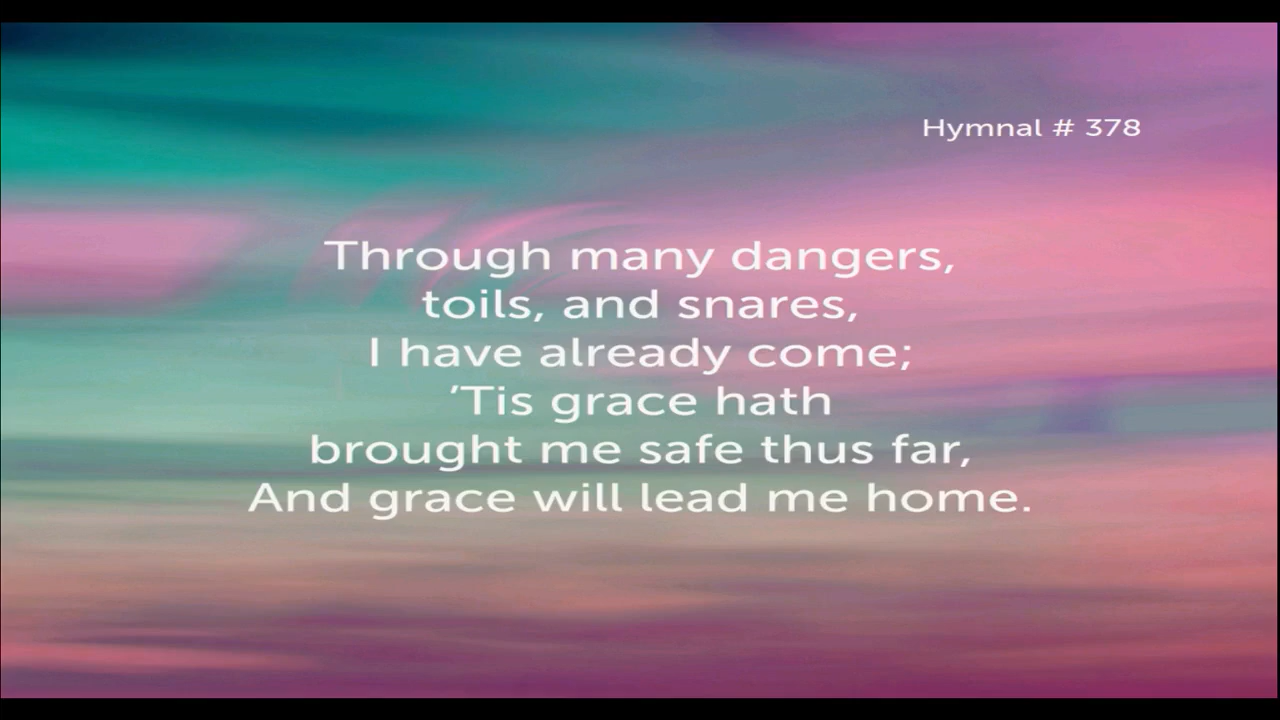 Hymnal # 378
Through many dangers,
toils, and snares,
I have already come;
’Tis grace hath
brought me safe thus far,
And grace will lead me home.